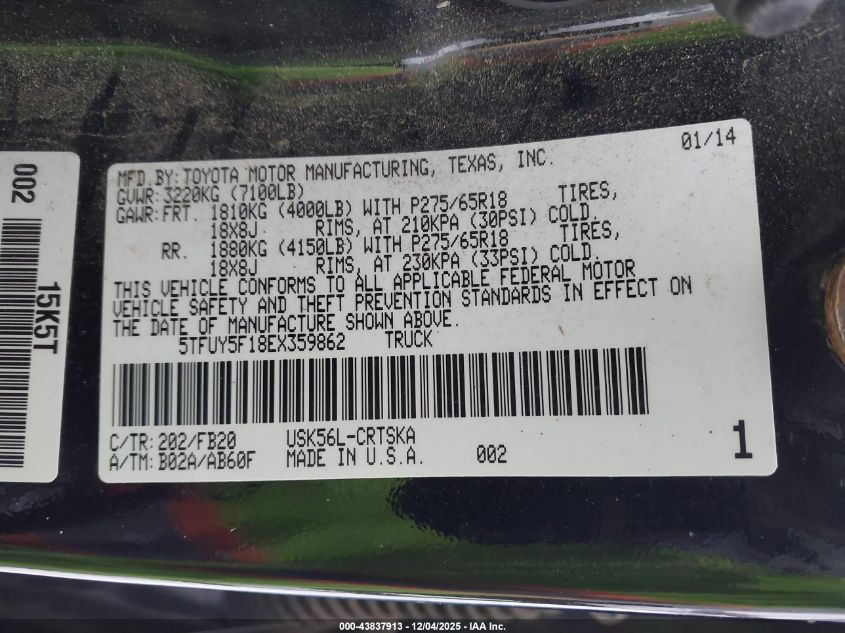 002
15K5T
01/14
MFD.BY:TOYOTA MOTOR MANUFACTURING, TEXAS, INC.
GVWR:3220KG (7100LB)
GAWR:FRT. 1810KG (4000LB) WITH P275/65R18 TIRES,
18X8J RIMS, AT 210KPA (30PSI) COLD.
RR. 1880KG (4150LB) WITH P275/65R18 TIRES,
18X8J RIMS, AT 230KPA (33PSI) COLD.
THIS VEHICLE CONFORMS TO ALL APPLICABLE FEDERAL MOTOR
VEHICLE SAFETY AND THEFT PREVENTION STANDARDS IN EFFECT ON
THE DATE OF MANUFACTURE SHOWN ABOVE.
5TFUY5F18EX359862 TRUCK
C/TR:202/FB20 USK56L-CRTSKA
A/TM:B02A/AB60F MADE IN U.S.A. 002
1
000-43837913 - 12/04/2025 - IAA Inc.